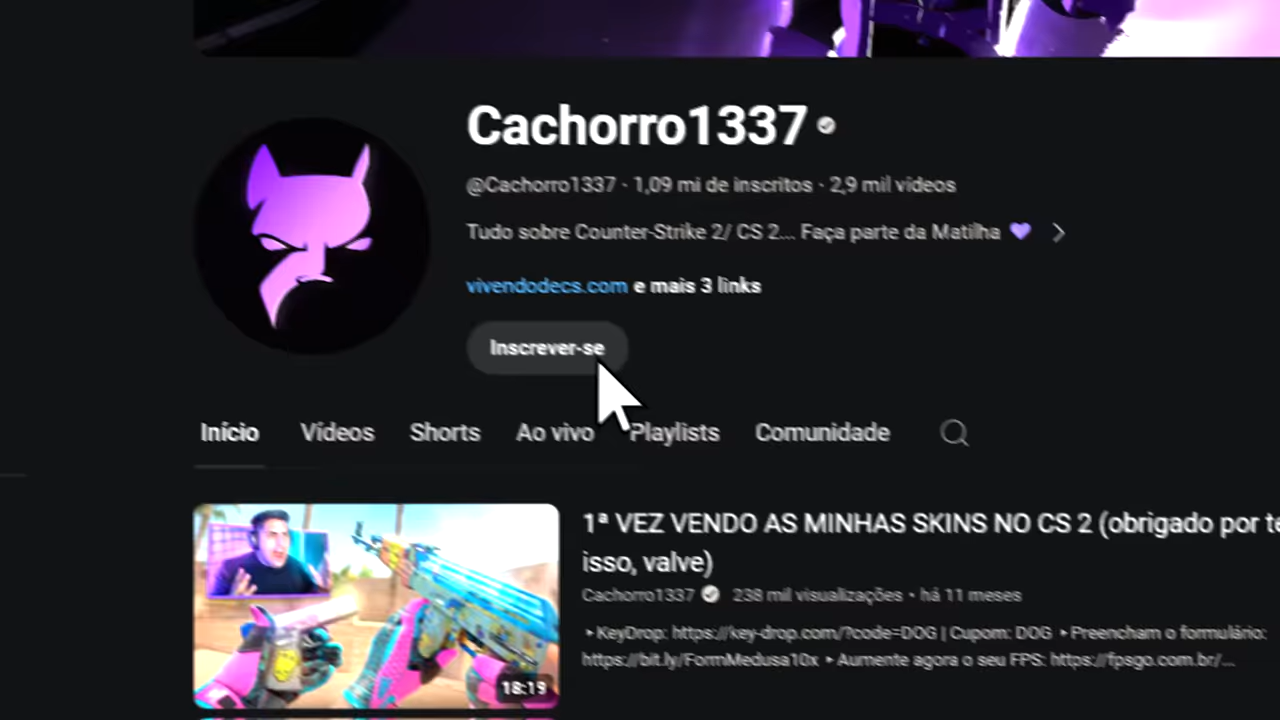 Cachorro1337
@Cachorro1337 · 1,09 mi de inscritos · 2,9 mil vídeos
Tudo sobre Counter-Strike 2/ CS 2... Faça parte da Matilha 💜
vivendodecs.com e mais 3 links
Inscrever-se
Início Vídeos Shorts Ao vivo Playlists Comunidade
1ª VEZ VENDO AS MINHAS SKINS NO CS 2 (obrigado por
isso, valve)
Cachorro1337 238 mil visualizações • há 11 meses
‣KeyDrop: https://key-drop.com/?code=DOG | Cupom: DOG ‣Preencham o formulário:
https://bit.ly/FormMedusa10x ‣Aumente agora o seu FPS: https://fpsgo.com.br/...
18:19